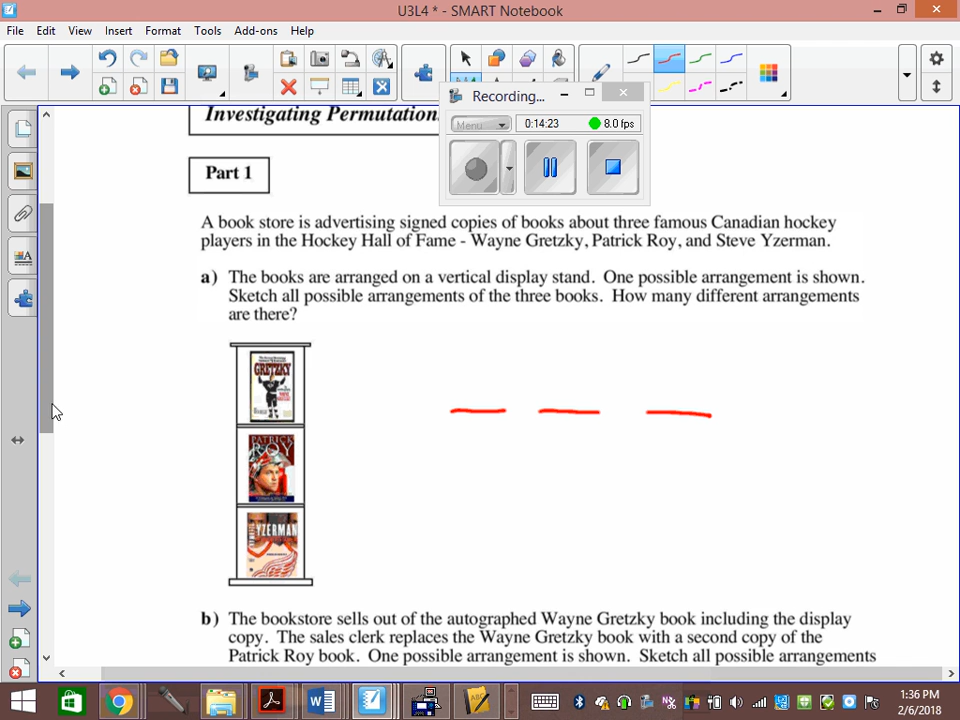 U3L4 * - SMART Notebook
File Edit View Insert Format Tools Add-ons Help
Recording...
Menu 0:14:23 8.0 fps
Investigating Permutation
Part 1
A book store is advertising signed copies of books about three famous Canadian hockey
players in the Hockey Hall of Fame - Wayne Gretzky, Patrick Roy, and Steve Yzerman.
a) The books are arranged on a vertical display stand. One possible arrangement is shown.
Sketch all possible arrangements of the three books. How many different arrangements
are there?
GRETZKY
PATRICK
ROY
YZERMAN
b) The bookstore sells out of the autographed Wayne Gretzky book including the display
copy. The sales clerk replaces the Wayne Gretzky book with a second copy of the
Patrick Roy book. One possible arrangement is shown. Sketch all possible arrangements
1:36 PM
2/6/2018